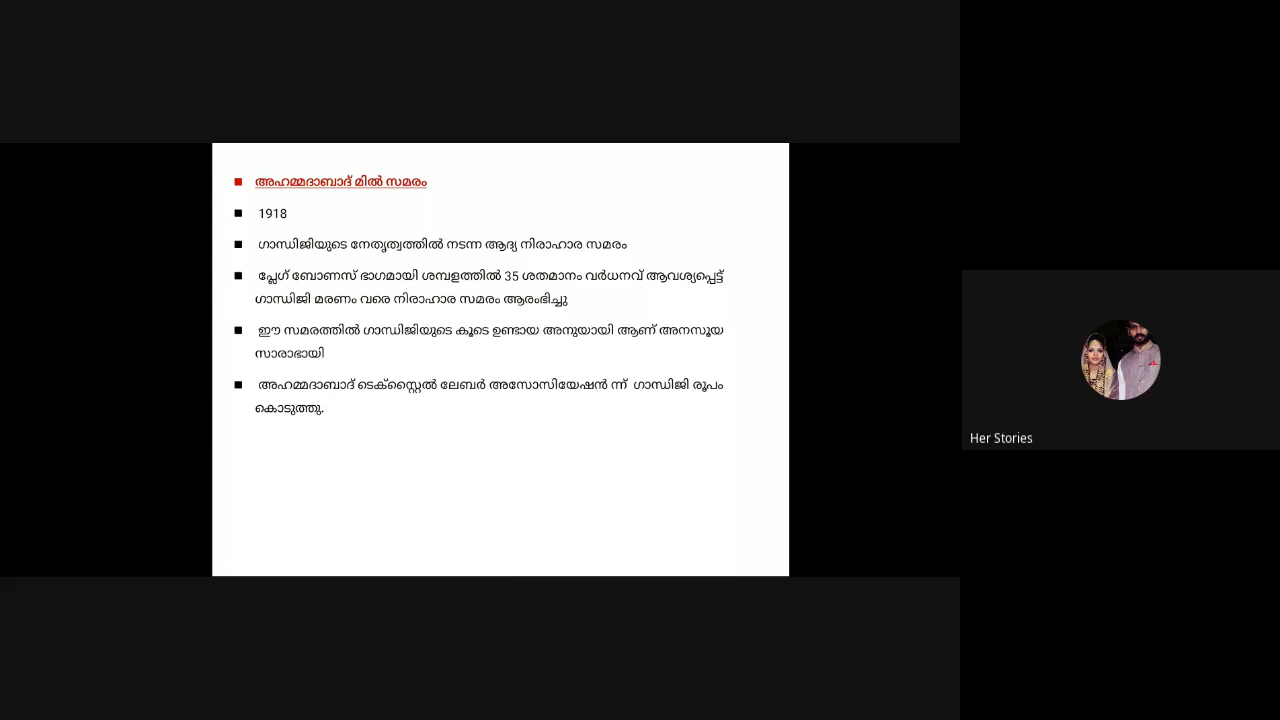 അഹമ്മദാബാദ് മിൽ സമരം
1918
ഗാന്ധിജിയുടെ നേതൃത്വത്തിൽ നടന്ന ആദ്യ നിരാഹാര സമരം
പ്ലേഗ് ബോണസ് ഭാഗമായി ശമ്പളത്തിൽ 35 ശതമാനം വർധനവ് ആവശ്യപ്പെട്ട്
ഗാന്ധിജി മരണം വരെ നിരാഹാര സമരം ആരംഭിച്ചു
ഈ സമരത്തിൽ ഗാന്ധിജിയുടെ കൂടെ ഉണ്ടായ അനുയായി ആണ് അനസൂയ
സാരാഭായി
അഹമ്മദാബാദ് ടെക്സ്റ്റൈൽ ലേബർ അസോസിയേഷൻ ന്ന് ഗാന്ധിജി രൂപം
കൊടുത്തു.
Her Stories